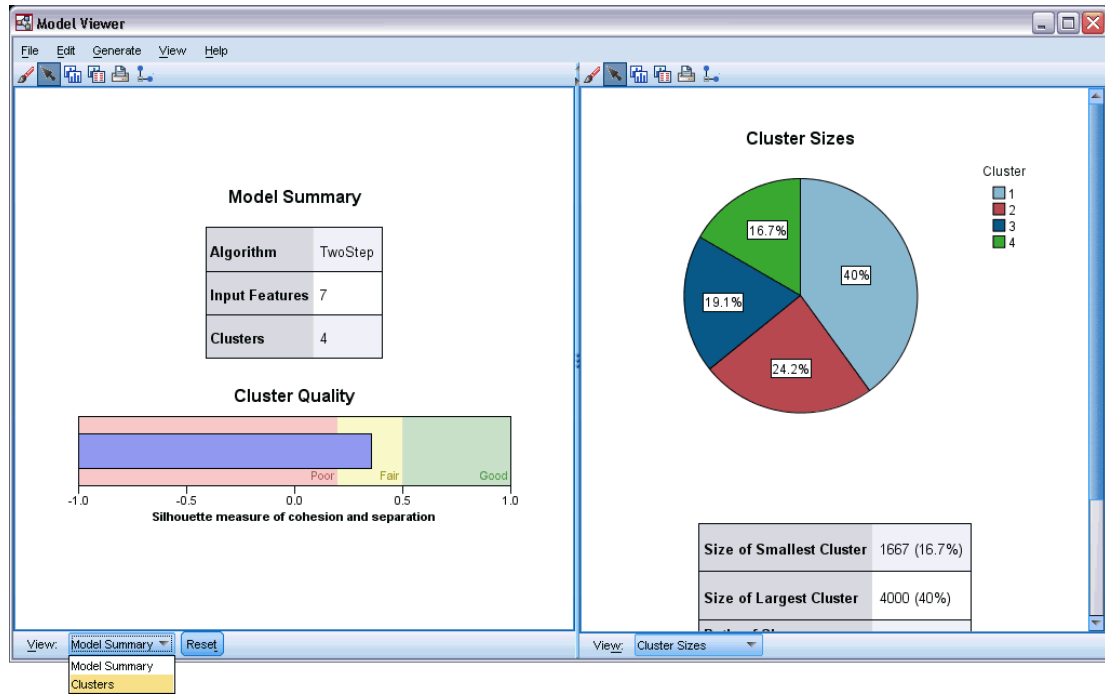 Model Viewer
File Edit Generate View Help
Model Summary
Algorithm TwoStep
Input Features 7
Clusters 4
Cluster Quality
Poor Fair Good
-1.0 -0.5 0.0 0.5 1.0
Silhouette measure of cohesion and separation
View: Model Summary Reset
Model Summary
Clusters
Cluster Sizes
Cluster
1
2
3
4
16.7%
40%
19.1%
24.2%
Size of Smallest Cluster 1667 (16.7%)
Size of Largest Cluster 4000 (40%)
View: Cluster Sizes